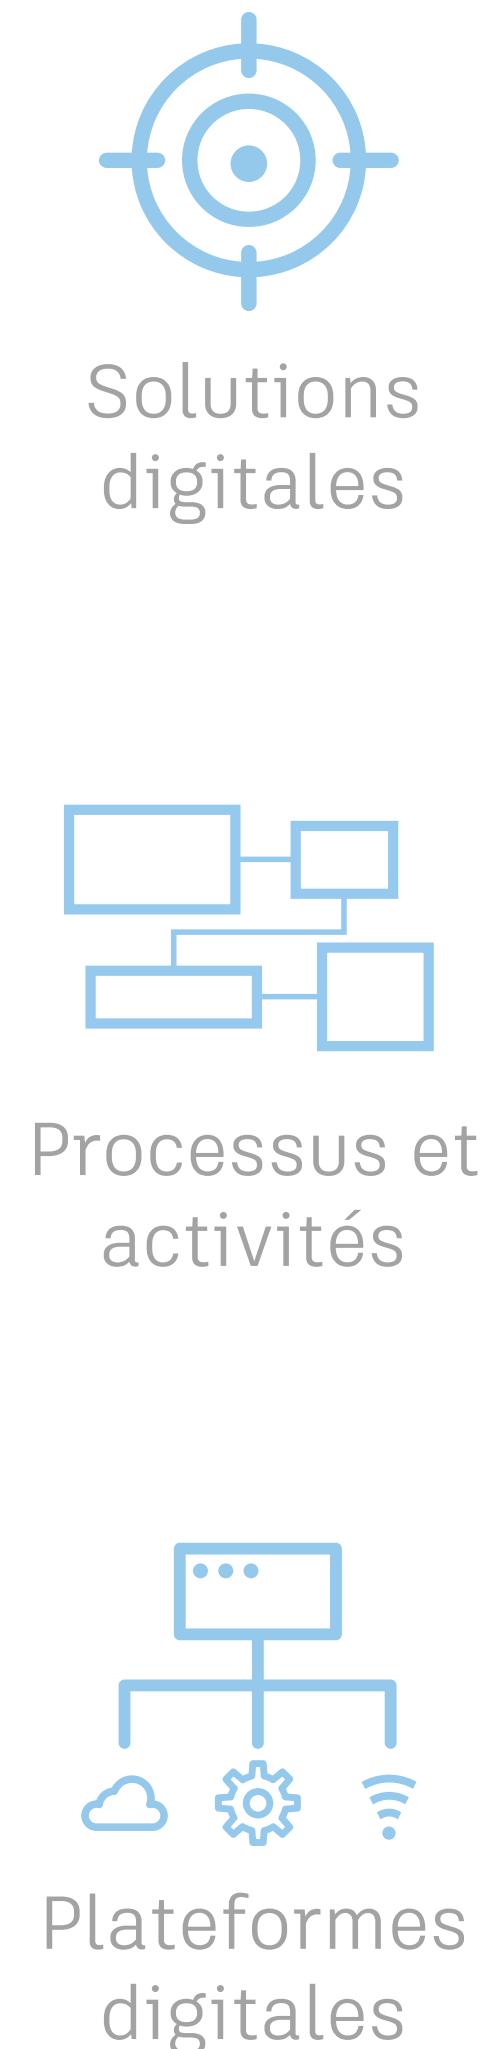 Solutions
digitales
Processus et
activités
Plateformes
digitales